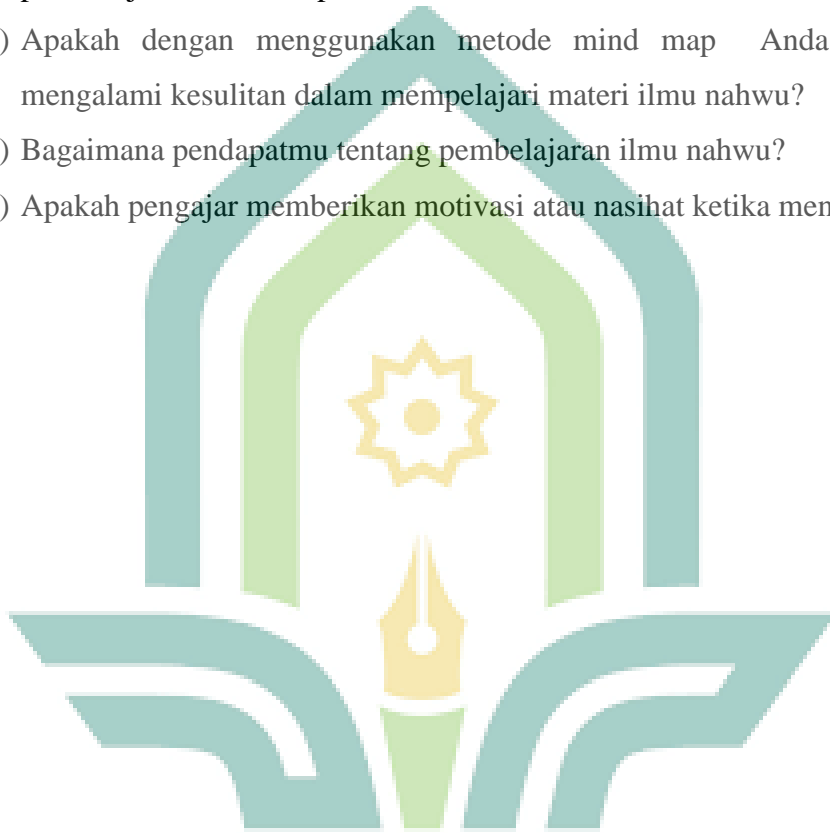 ) Apakah dengan menggunakan metode mind map Anda
mengalami kesulitan dalam mempelajari materi ilmu nahwu?
) Bagaimana pendapatmu tentang pembelajaran ilmu nahwu?
) Apakah pengajar memberikan motivasi atau nasihat ketika